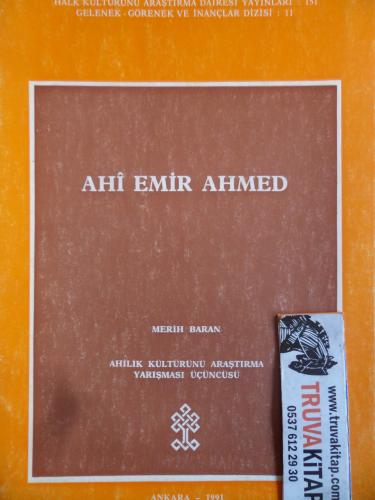 HALK KÜLTÜRÜNÜ ARAŞTIRMA DAİRESİ YAYINLARI : 151
GELENEK - GÖRENEK VE İNANÇLAR DİZİSİ : 11
AHÎ EMİR AHMED
MERİH BARAN
AHİLİK KÜLTÜRÜNÜ ARAŞTIRMA
YARIŞMASI ÜÇÜNCÜSÜ
ANKARA - 1991
www.truvakitap.com
TRUVAKİTAP
0537 612 29 30